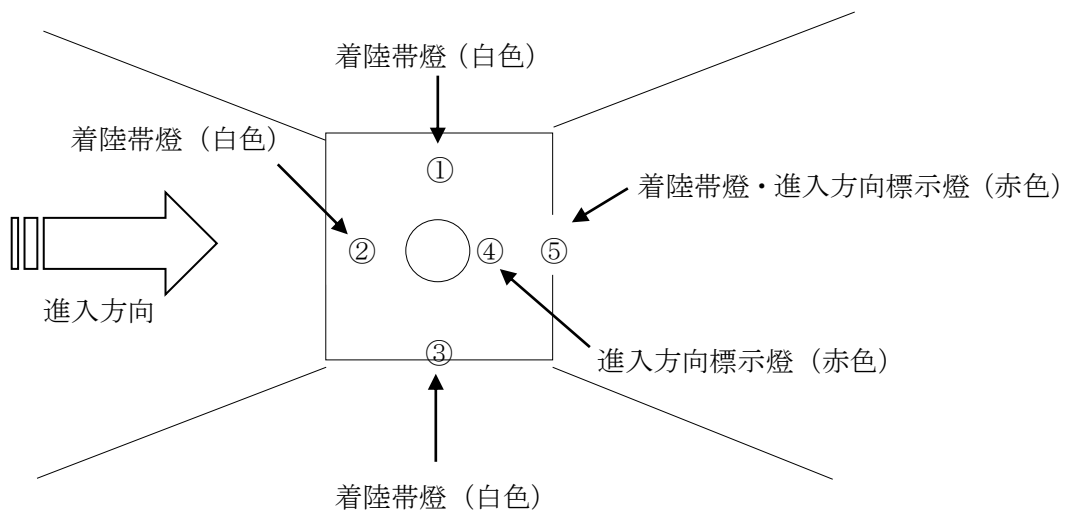 着陸帯燈（白色）
着陸帯燈（白色）
①
着陸帯燈・進入方向標示燈（赤色）
②
④
⑤
進入方向
③
進入方向標示燈（赤色）
着陸帯燈（白色）